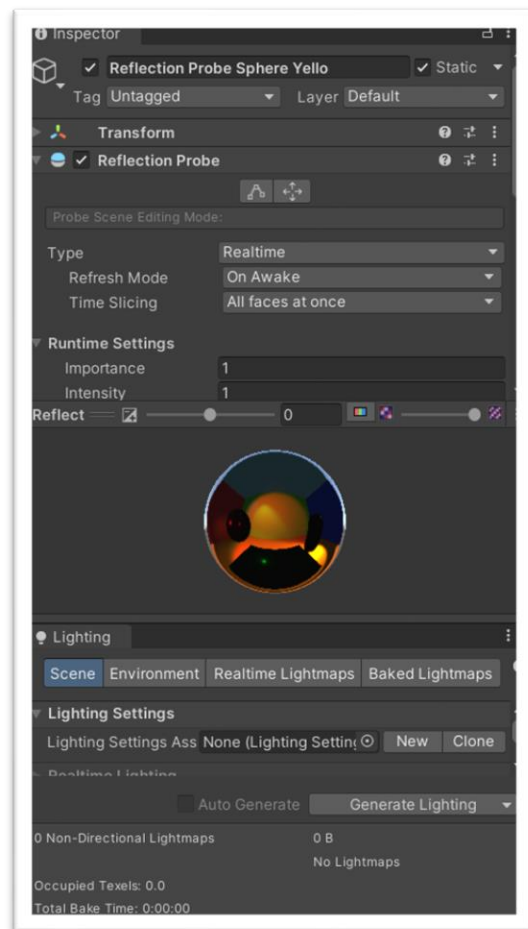 Inspector
Reflection Probe Sphere Yello Static
Tag Untagged Layer Default
Transform
Reflection Probe
Probe Scene Editing Mode:
Type Realtime
Refresh Mode On Awake
Time Slicing All faces at once
Runtime Settings
Importance 1
Intensity 1
Reflect 0
Lighting
Scene Environment Realtime Lightmaps Baked Lightmaps
Lighting Settings
Lighting Settings Ass None (Lighting Setting New Clone
Realtime Lighting
Auto Generate Generate Lighting
0 Non-Directional Lightmaps 0 B
No Lightmaps
Occupied Texels: 0.0
Total Bake Time: 0:00:00